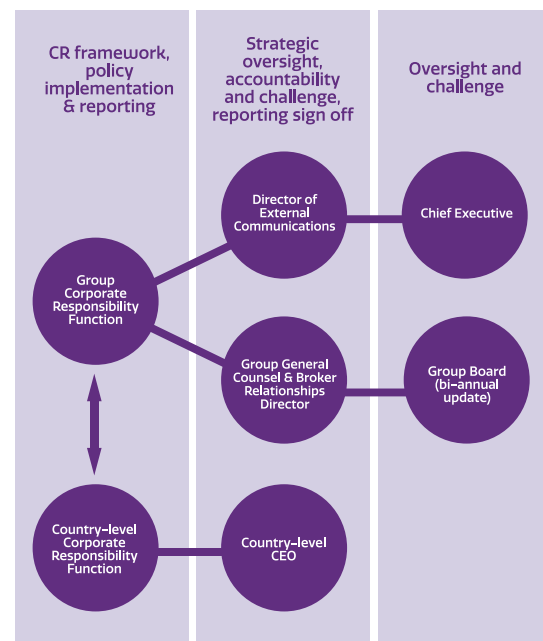 CR framework,
policy
implementation
& reporting
Strategic
oversight,
accountability
and challenge,
reporting sign off
Oversight and
challenge
Director of
External
Communications
Chief Executive
Group
Corporate
Responsibility
Function
Group General
Counsel & Broker
Relationships
Director
Group Board
(bi-annual
update)
Country-level
Corporate
Responsibility
Function
Country-level
CEO